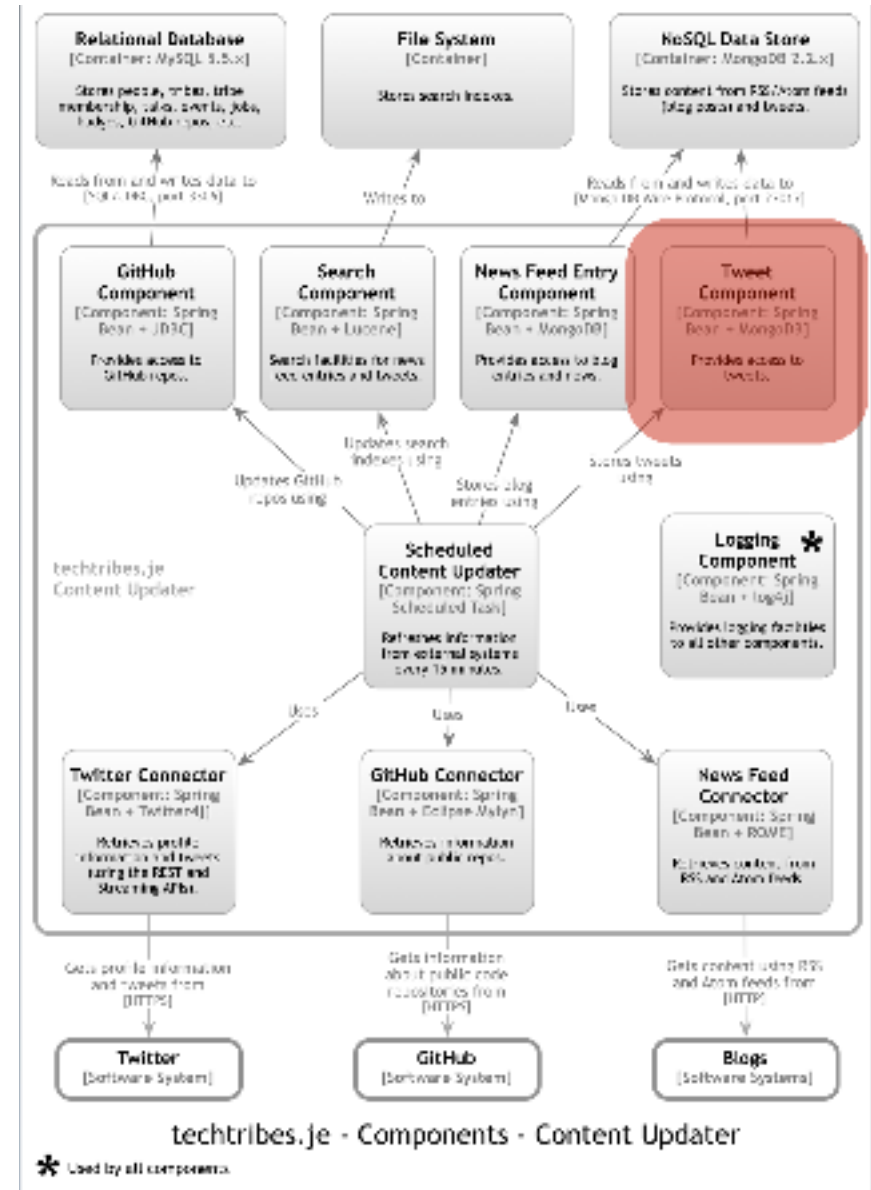 Relational Database
[Container: MySQL 5.5.x]
Stores people, tribes, tribe
membership, talks, events, jobs,
badges, GitHub repos, etc.
File System
[Container]
Stores search indexes.
NoSQL Data Store
[Container: MongoDB 2.2.x]
Stores content from RSS/Atom feeds
(blog posts) and tweets.
Reads from and writes data to
port
Writes to
Reads from and writes data to
[MongoDB Wire Protocol, port 27017]
GitHub
Component
[Component: Spring
Bean + JDBC]
Provides access to
GitHub repos.
Search
Component
[Component: Spring
Bean + Lucene]
Search facilities for news
feed entries and tweets.
News Feed Entry
Component
[Component: Spring
Bean + MongoDB]
Provides access to blog
entries and news.
Tweet
Component
[Component: Spring
Bean + MongoDB]
Provides access to
tweets.
Updates GitHub
repos using
Updates search
indexes using
Stores blog
entries using
Stores tweets
using
techtribes.je
Content Updater
Scheduled
Content Updater
[Component: Spring
Scheduled Task]
Refreshes information
from external systems
every 15 minutes.
Logging
Component
[Component: Spring
Bean + log4j]
Provides logging facilities
to all other components.
*
Uses
Uses
Uses
Twitter Connector
[Component: Spring
Bean + Twitter4j]
Retrieves profile
information and tweets
(using the REST and
Streaming APIs).
GitHub Connector
[Component: Spring
Bean + Eclipse Mylyn]
Retrieves information
about public repos.
News Feed
Connector
[Component: Spring
Bean + ROME]
Retrieves content from
RSS and Atom feeds
Gets profile information
and tweets from
[HTTPS]
Gets information
about public code
repositories from
[HTTPS]
Gets content using RSS
and Atom feeds from
[HTTP]
Twitter
[Software System]
GitHub
[Software System]
Blogs
[Software Systems]
techtribes.je - Components - Content Updater
* Used by all components